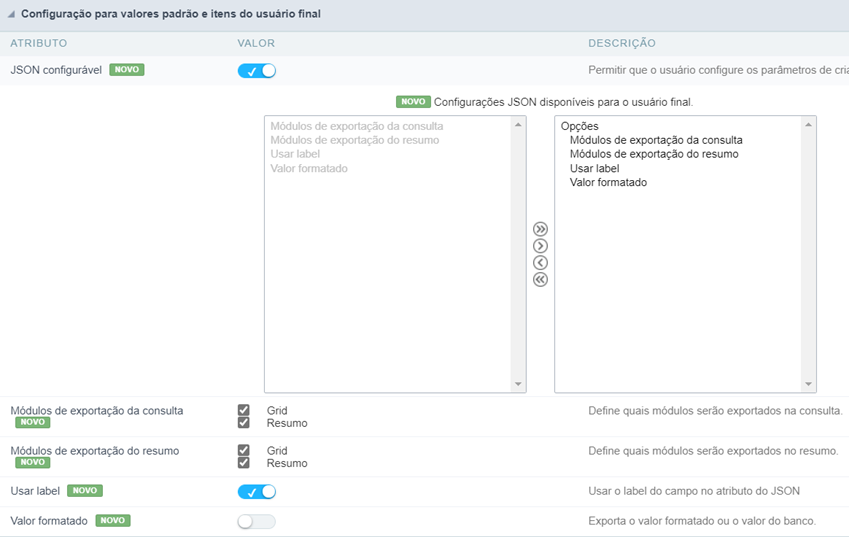 Configuração para valores padrão e itens do usuário final
ATRIBUTO VALOR DESCRIÇÃO
JSON configurável NOVO Permitir que o usuário configure os parâmetros de cria
NOVO Configurações JSON disponíveis para o usuário final.
Módulos de exportação da consulta
Módulos de exportação do resumo
Usar label
Valor formatado
Opções
Módulos de exportação da consulta
Módulos de exportação do resumo
Usar label
Valor formatado
Módulos de exportação da consulta Grid Define quais módulos serão exportados na consulta.
NOVO Resumo
Módulos de exportação do resumo Grid Define quais módulos serão exportados no resumo.
NOVO Resumo
Usar label NOVO Usar o label do campo no atributo do JSON
Valor formatado NOVO Exporta o valor formatado ou o valor do banco.